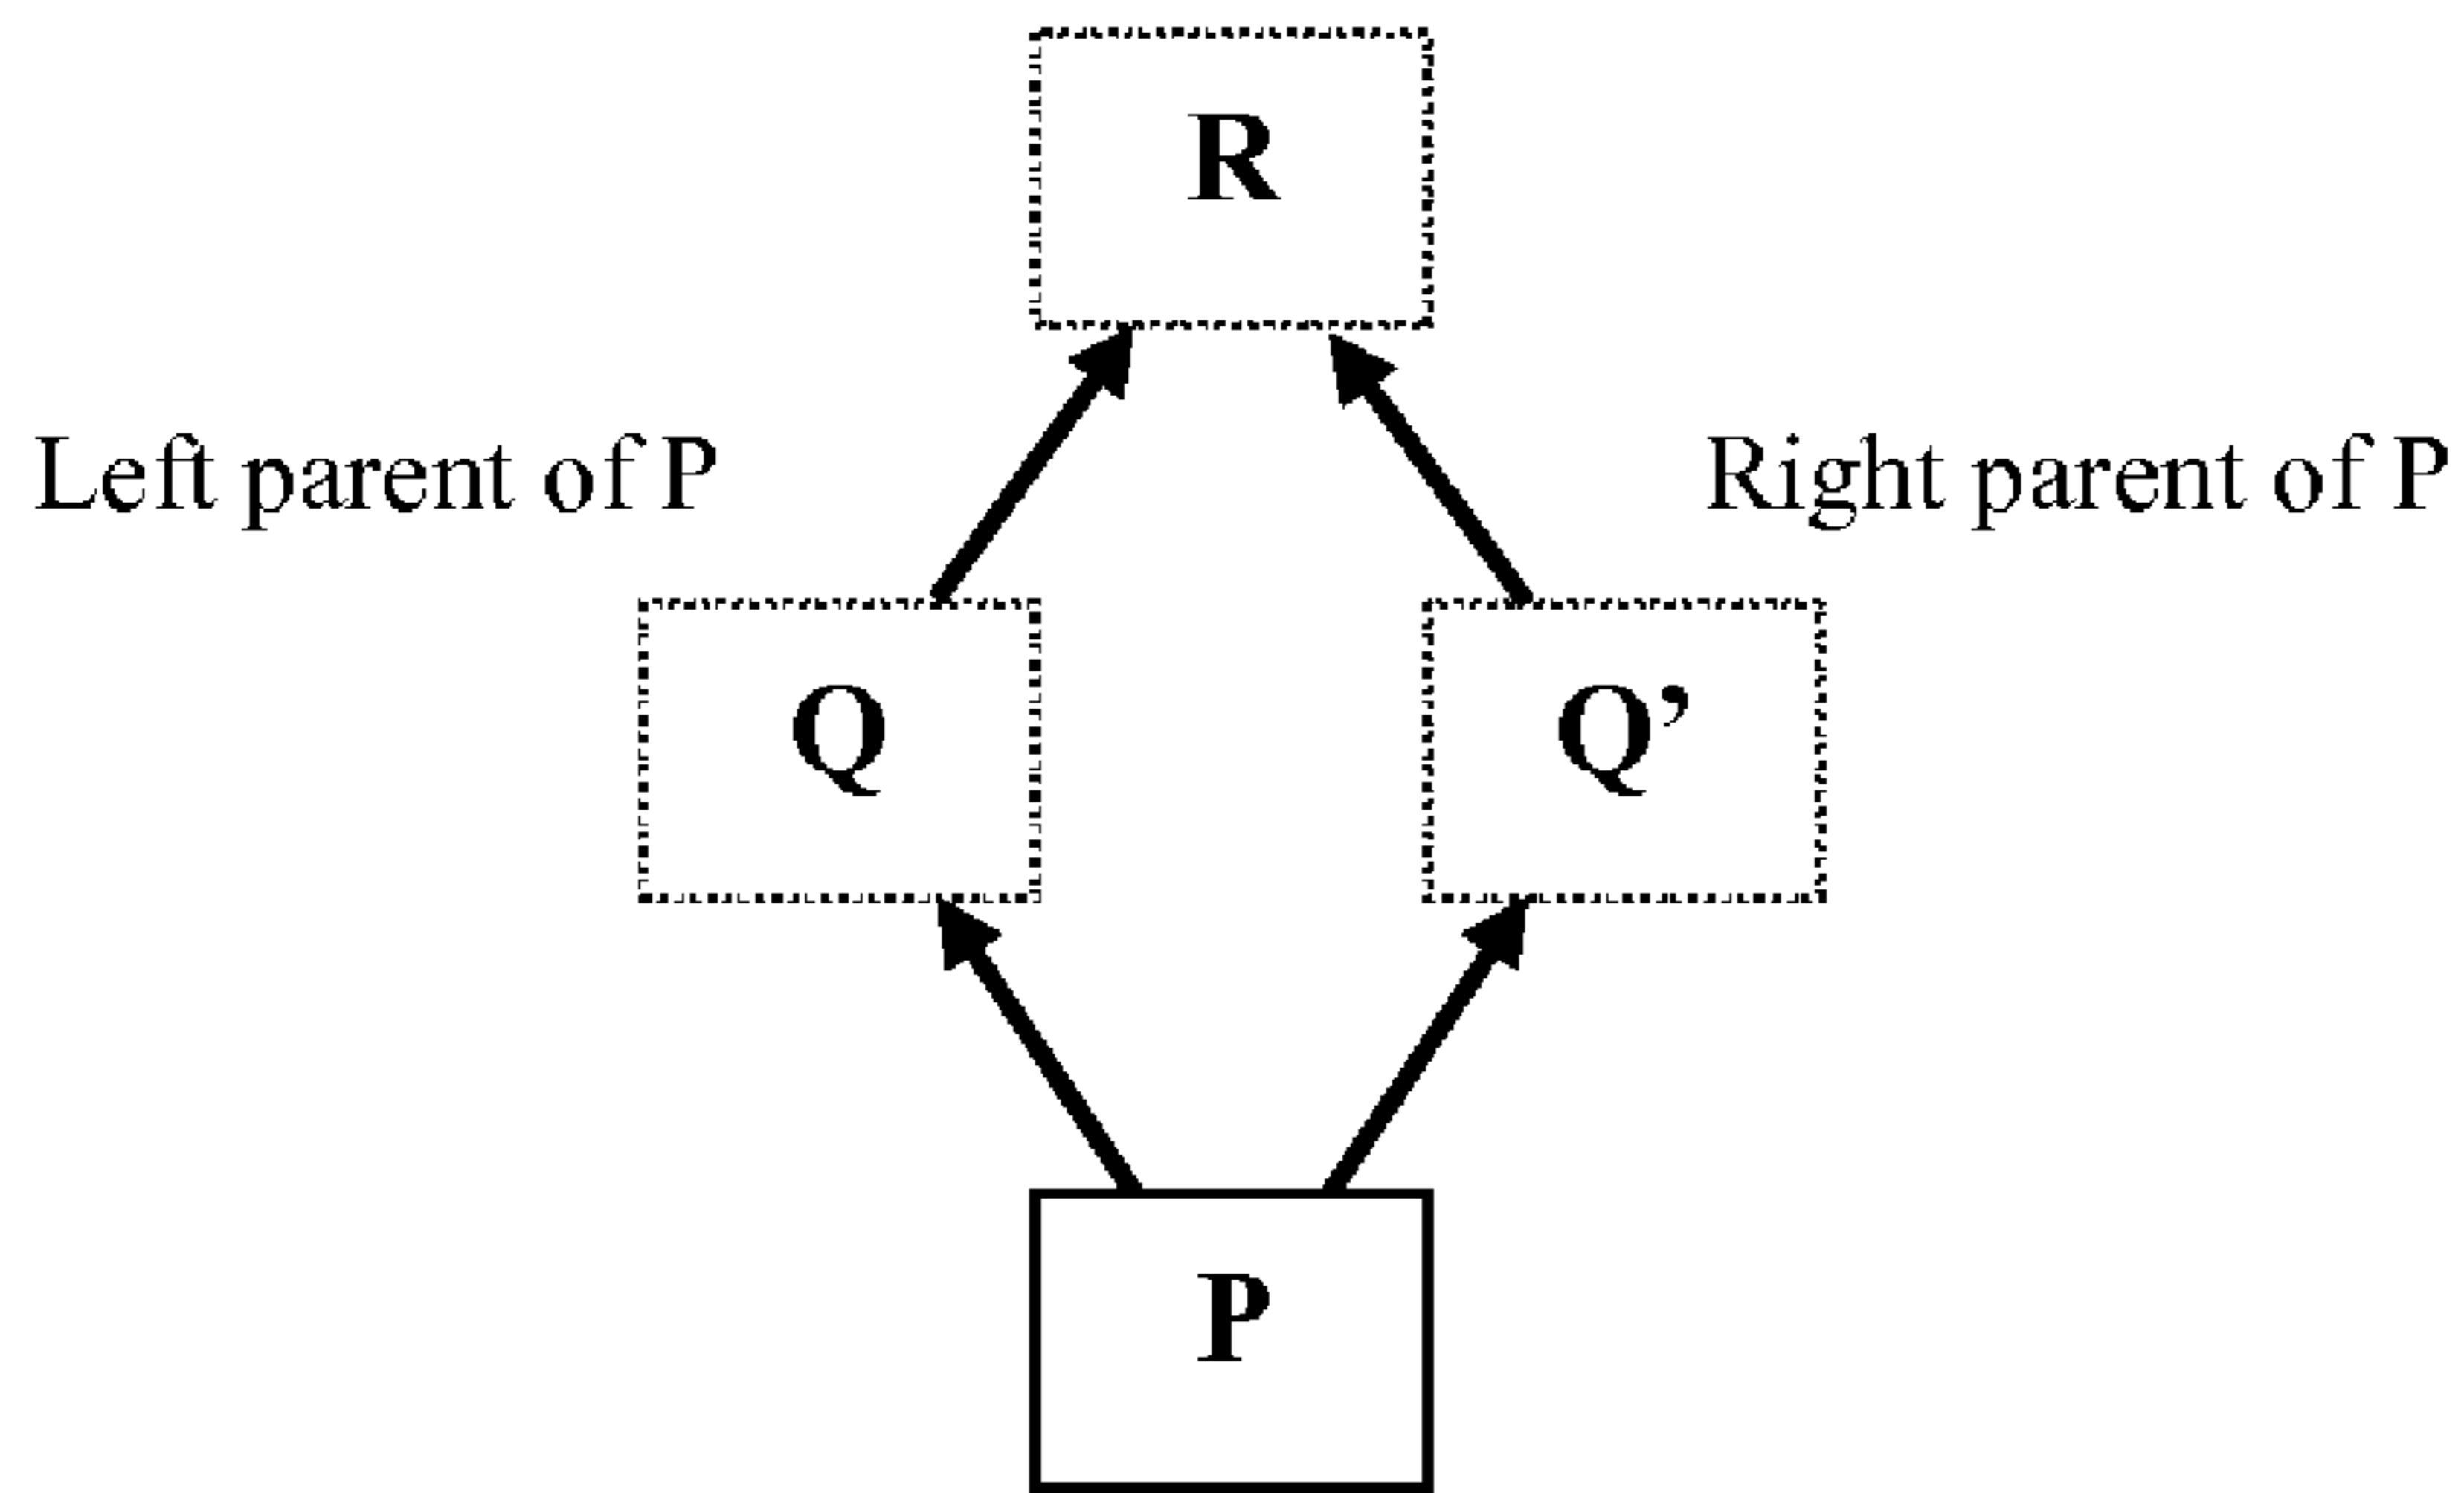 R
Left parent of P
Right parent of P
Q
Q’
P